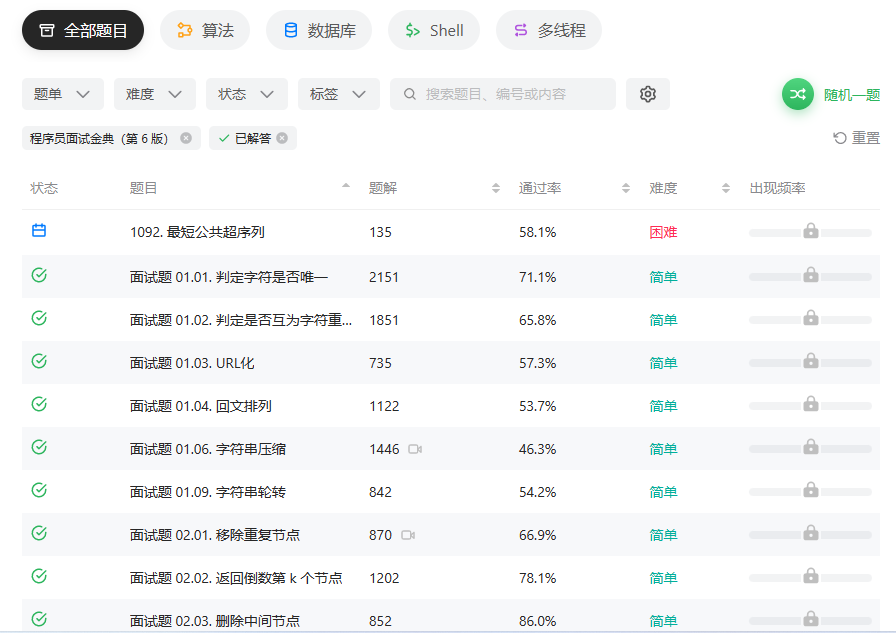 全部题目 算法 数据库 Shell 多线程
题单 难度 状态 标签 搜索题目、编号或内容 随机一题
程序员面试金典（第 6 版） 已解答 重置
状态 题目 题解 通过率 难度 出现频率
1092. 最短公共超序列 135 58.1% 困难
面试题 01.01. 判定字符是否唯一 2151 71.1% 简单
面试题 01.02. 判定是否互为字符重... 1851 65.8% 简单
面试题 01.03. URL化 735 57.3% 简单
面试题 01.04. 回文排列 1122 53.7% 简单
面试题 01.06. 字符串压缩 1446 46.3% 简单
面试题 01.09. 字符串轮转 842 54.2% 简单
面试题 02.01. 移除重复节点 870 66.9% 简单
面试题 02.02. 返回倒数第 k 个节点 1202 78.1% 简单
面试题 02.03. 删除中间节点 852 86.0% 简单